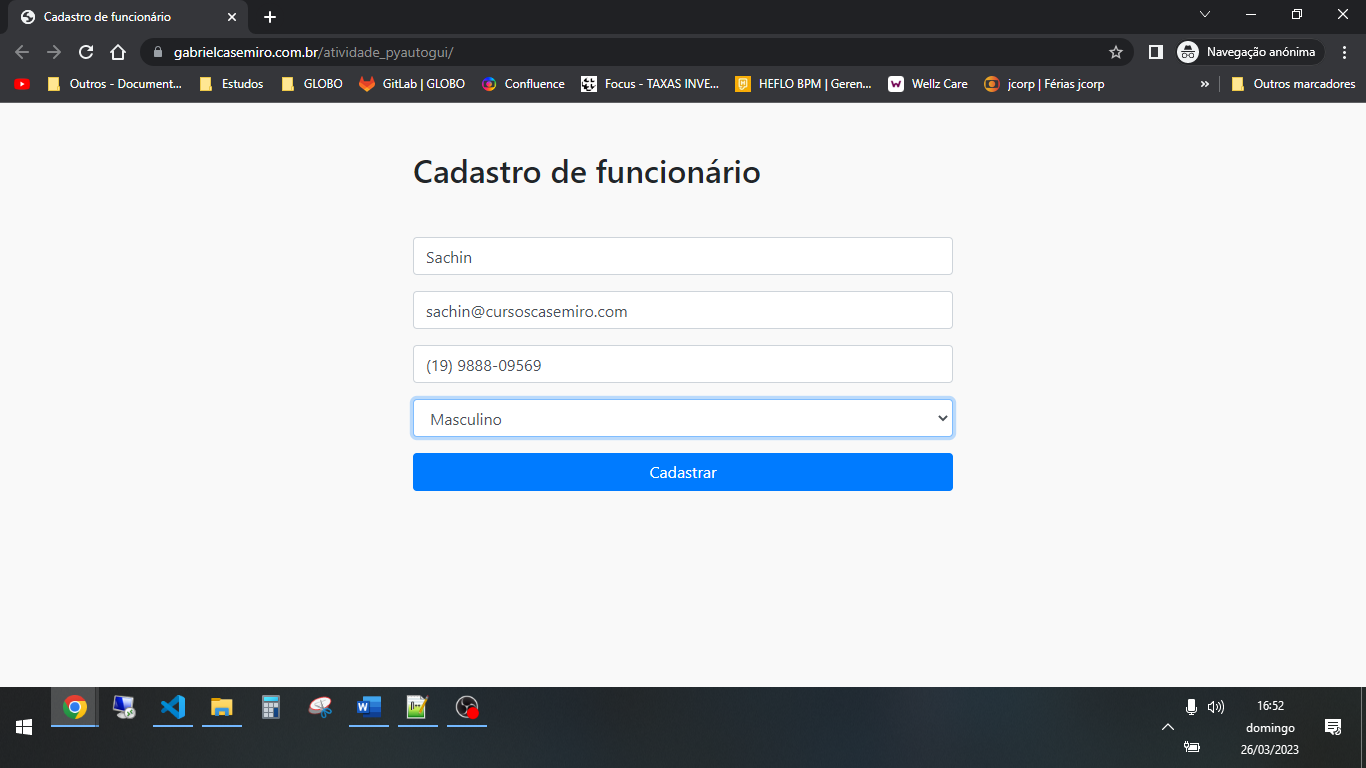 Cadastro de funcionário
gabrielcasemiro.com.br/atividade_pyautogui/
Navegação anónima
Outros - Document...
Estudos
GLOBO
GitLab | GLOBO
Confluence
Focus - TAXAS INVE...
HEFLO BPM | Geren...
Wellz Care
jcorp | Férias jcorp
»
Outros marcadores
Cadastro de funcionário
Sachin
sachin@cursoscasemiro.com
(19) 9888-09569
Masculino
Cadastrar
16:52
domingo
26/03/2023